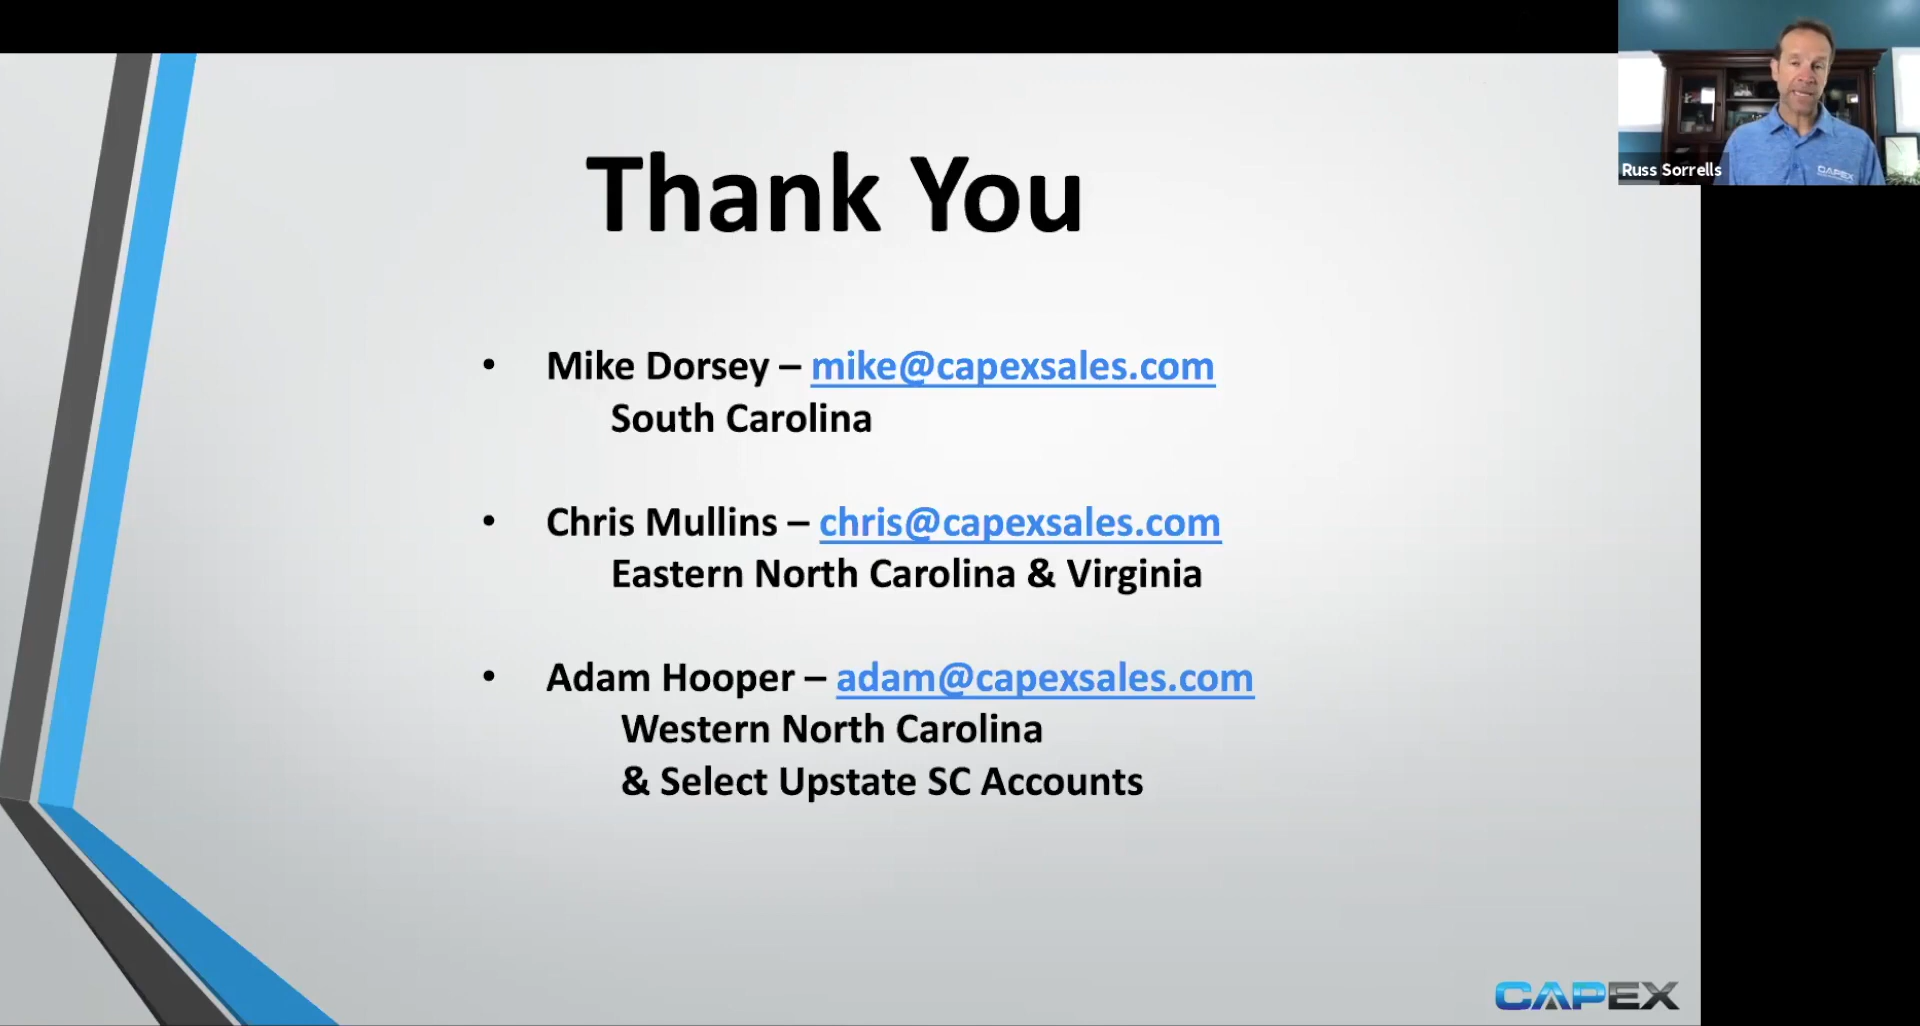 Thank You
• Mike Dorsey – mike@capexsales.com
South Carolina
• Chris Mullins – chris@capexsales.com
Eastern North Carolina & Virginia
• Adam Hooper – adam@capexsales.com
Western North Carolina
& Select Upstate SC Accounts
CAPEX
Russ Sorrells
CAPEX